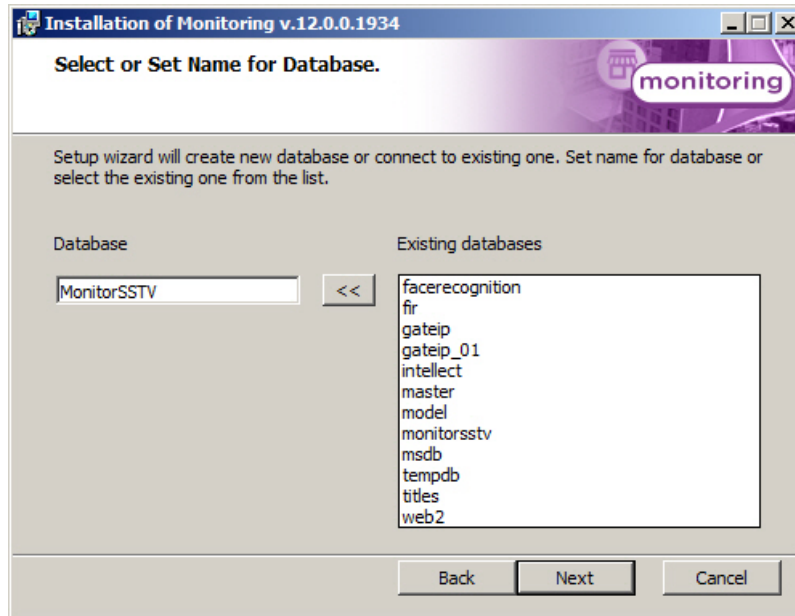 Installation of Monitoring v.12.0.0.1934
Select or Set Name for Database.
monitoring
Setup wizard will create new database or connect to existing one. Set name for database or
select the existing one from the list.
Database
Existing databases
MonitorSSTV
<<
facerecognition
fir
gateip
gateip_01
intellect
master
model
monitorsstv
msdb
tempdb
titles
web2
Back
Next
Cancel